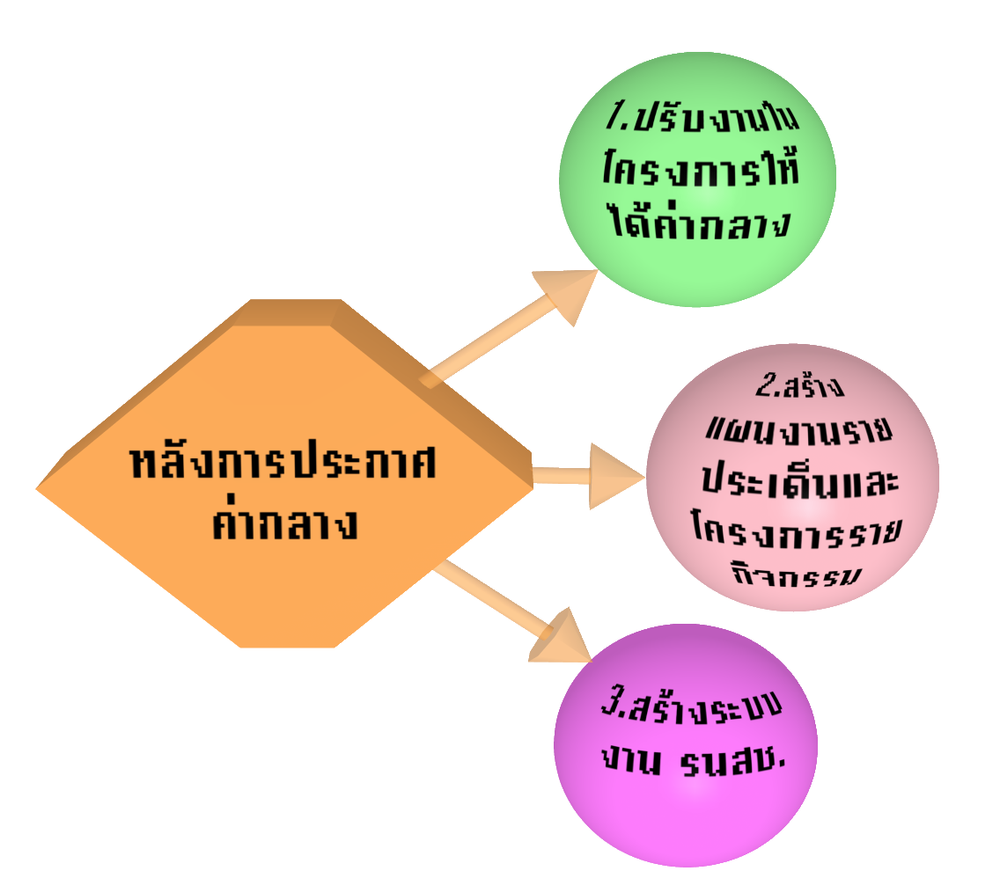 หลังการประกาศ
ค่ากลาง
1.ปรับงานใน
โครงการให้
ได้ค่ากลาง
2.สร้าง
แผนงานราย
ประเด็นและ
โครงการราย
กิจกรรม
3.สร้างระบบ
งาน รนสช.